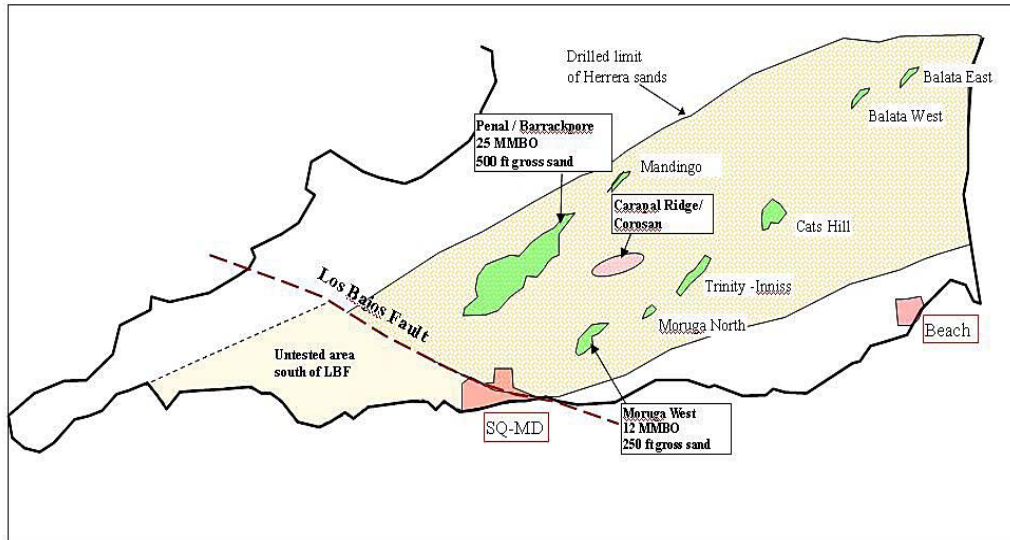 Drilled limit
of Herrera sands
Balata East
Balata West
Penal / Barrackpore
25 MMBO
500 ft gross sand
Mandingo
Carapal Ridge/
Corosan
Cats Hill
Los Bajos Fault
Trinity -Inniss
Moruga North
Beach
Untested area
south of LBF
SQ-MD
Moruga West
12 MMBO
250 ft gross sand